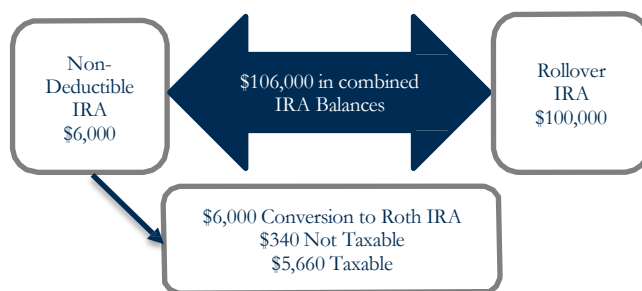 Non-
Deductible
IRA
$6,000
$106,000 in combined
IRA Balances
Rollover
IRA
$100,000
$6,000 Conversion to Roth IRA
$340 Not Taxable
$5,660 Taxable